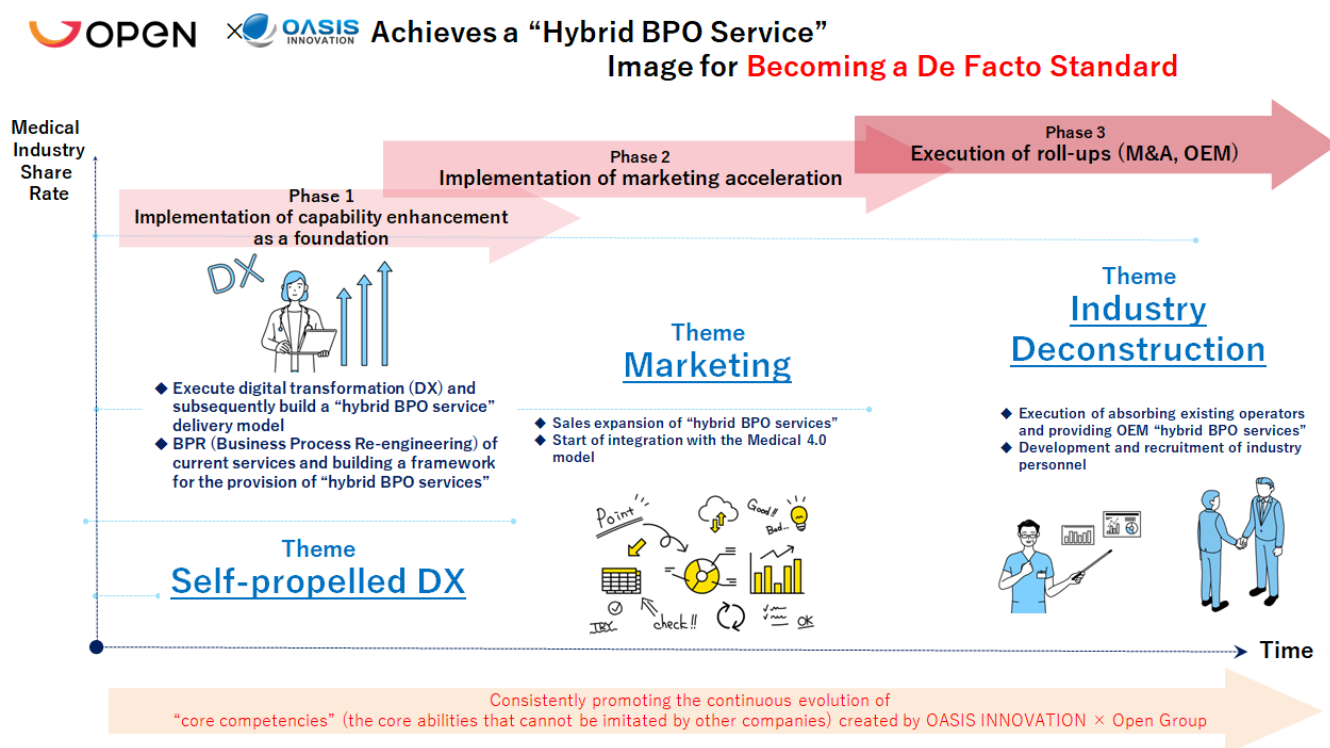 OPEN × OASIS INNOVATION Achieves a “Hybrid BPO Service”
Image for Becoming a De Facto Standard
Medical
Industry
Share
Rate
Phase 1
Implementation of capability enhancement
as a foundation
Phase 2
Implementation of marketing acceleration
Phase 3
Execution of roll-ups (M&A, OEM)
DX
◆ Execute digital transformation (DX) and
subsequently build a “hybrid BPO service”
delivery model
◆ BPR (Business Process Re-engineering) of
current services and building a framework
for the provision of “hybrid BPO services”
Theme
Self-propelled DX
Theme
Marketing
◆ Sales expansion of “hybrid BPO services”
◆ Start of integration with the Medical 4.0
model
Point
Good!!
Bad...
TRY
check!!
OK
Theme
Industry
Deconstruction
◆ Execution of absorbing existing operators
and providing OEM “hybrid BPO services”
◆ Development and recruitment of industry
personnel
Time
Consistently promoting the continuous evolution of
“core competencies” (the core abilities that cannot be imitated by other companies) created by OASIS INNOVATION × Open Group